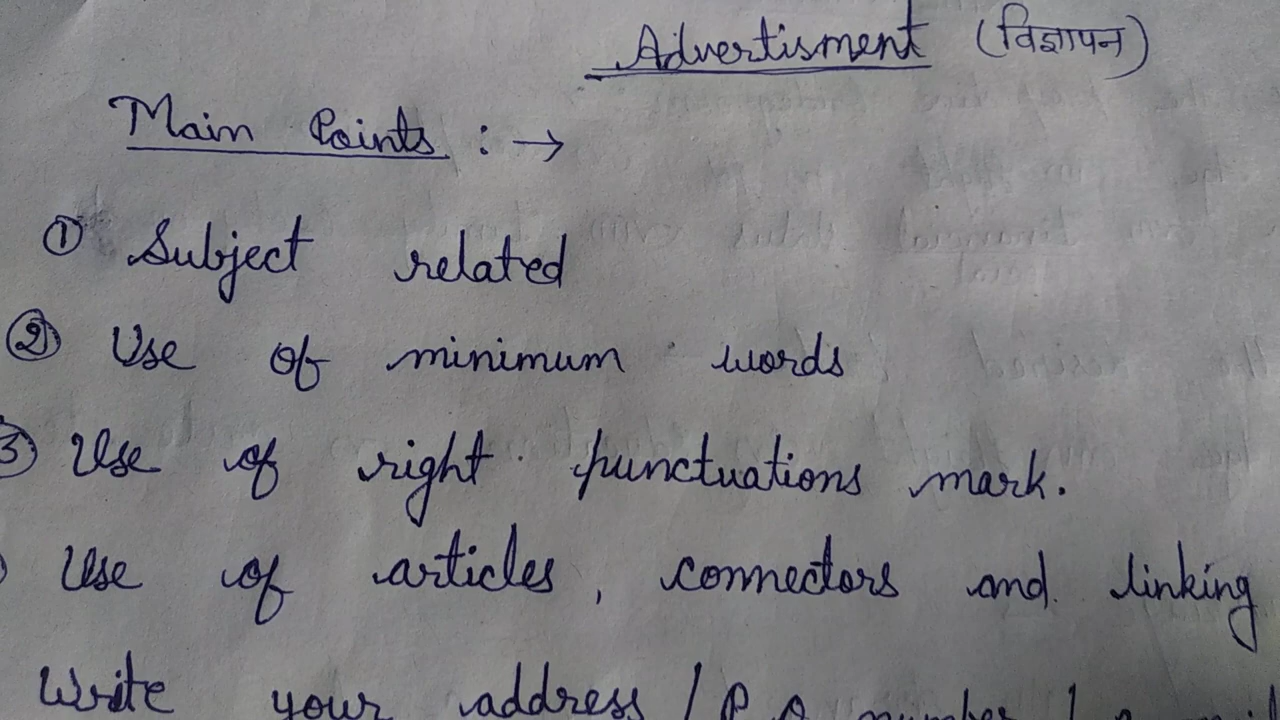 Advertisment (विज्ञापन)
Main Points : →
① Subject related
② Use of minimum words
③ Use of right punctuations mark.
Use of articles, connectors and linking
Write your address / P.O number /